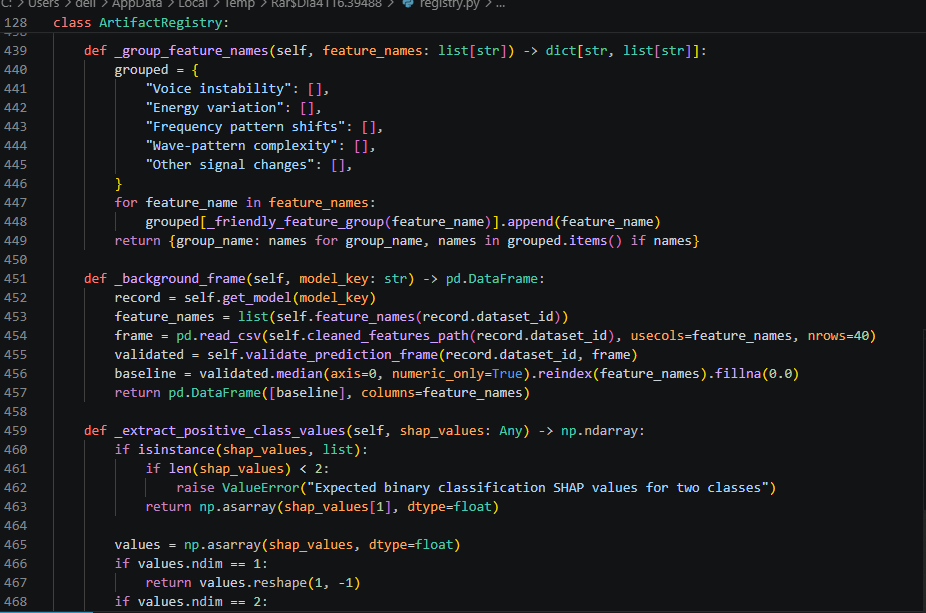 C: > Users > dell > AppData > Local > Temp > Rar$DIa4116.39488 > registry.py > ...
128 class ArtifactRegistry:
439 def _group_feature_names(self, feature_names: list[str]) -> dict[str, list[str]]:
440 grouped = {
441 "Voice instability": [],
442 "Energy variation": [],
443 "Frequency pattern shifts": [],
444 "Wave-pattern complexity": [],
445 "Other signal changes": [],
446 }
447 for feature_name in feature_names:
448 grouped[_friendly_feature_group(feature_name)].append(feature_name)
449 return {group_name: names for group_name, names in grouped.items() if names}
450
451 def _background_frame(self, model_key: str) -> pd.DataFrame:
452 record = self.get_model(model_key)
453 feature_names = list(self.feature_names(record.dataset_id))
454 frame = pd.read_csv(self.cleaned_features_path(record.dataset_id), usecols=feature_names, nrows=40)
455 validated = self.validate_prediction_frame(record.dataset_id, frame)
456 baseline = validated.median(axis=0, numeric_only=True).reindex(feature_names).fillna(0.0)
457 return pd.DataFrame([baseline], columns=feature_names)
458
459 def _extract_positive_class_values(self, shap_values: Any) -> np.ndarray:
460 if isinstance(shap_values, list):
461 if len(shap_values) < 2:
462 raise ValueError("Expected binary classification SHAP values for two classes")
463 return np.asarray(shap_values[1], dtype=float)
464
465 values = np.asarray(shap_values, dtype=float)
466 if values.ndim == 1:
467 return values.reshape(1, -1)
468 if values.ndim == 2: